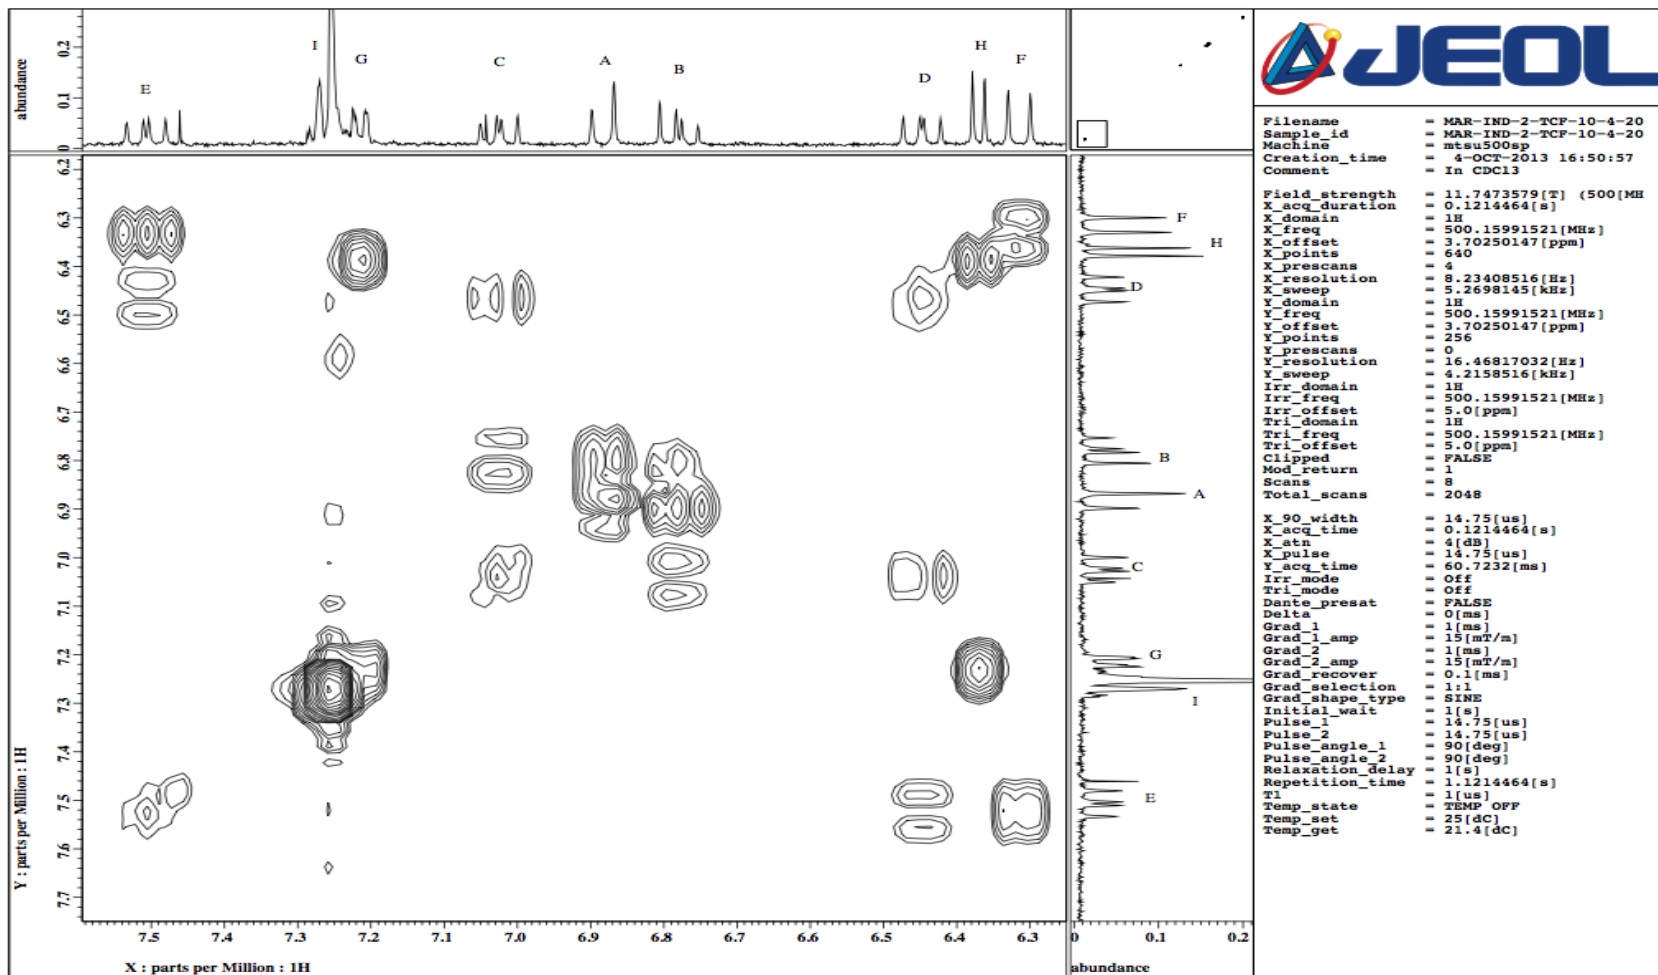 JEOL
abundance
0.2
0.1
0
E
I
G
C
A
B
D
H
F
Filename = MAR-IND-2-TCF-10-4-20
Sample_id = MAR-IND-2-TCF-10-4-20
Machine = mtsu500sp
Creation_time = 4-OCT-2013 16:50:57
Comment = In CDCl3
Field_strength = 11.7473579[T] (500[MH
X_acq_duration = 0.1214464[s]
X_domain = 1H
X_freq = 500.15991521[MHz]
X_offset = 3.70250147[ppm]
X_points = 640
X_prescans = 4
X_resolution = 8.23408516[Hz]
X_sweep = 5.2698145[kHz]
Y_domain = 1H
Y_freq = 500.15991521[MHz]
Y_offset = 3.70250147[ppm]
Y_points = 256
Y_prescans = 0
Y_resolution = 16.46817032[Hz]
Y_sweep = 4.2158516[kHz]
Irr_domain = 1H
Irr_freq = 500.15991521[MHz]
Irr_offset = 5.0[ppm]
Tri_domain = 1H
Tri_freq = 500.15991521[MHz]
Tri_offset = 5.0[ppm]
Clipped = FALSE
Mod_return = 1
Scans = 8
Total_scans = 2048
X_90_width = 14.75[us]
X_acq_time = 0.1214464[s]
X_atn = 4[dB]
X_pulse = 14.75[us]
Y_acq_time = 60.7232[ms]
Irr_mode = Off
Tri_mode = Off
Dante_presat = FALSE
Delta = 0[ms]
Grad_1 = 1[ms]
Grad_1_amp = 15[mT/m]
Grad_2 = 1[ms]
Grad_2_amp = 15[mT/m]
Grad_recover = 0.1[ms]
Grad_selection = 1:1
Grad_shape_type = SINE
Initial_wait = 1[s]
Pulse_1 = 14.75[us]
Pulse_2 = 14.75[us]
Pulse_angle_1 = 90[deg]
Pulse_angle_2 = 90[deg]
Relaxation_delay = 1[s]
Repetition_time = 1.1214464[s]
T1 = 1[us]
Temp_state = TEMP OFF
Temp_set = 25[dC]
Temp_get = 21.4[dC]
6.2
6.3
6.4
6.5
6.6
6.7
6.8
6.9
7.0
7.1
7.2
7.3
7.4
7.5
7.6
7.7
Y : parts per Million : 1H
F
H
D
B
A
C
G
I
E
7.5 7.4 7.3 7.2 7.1 7.0 6.9 6.8 6.7 6.6 6.5 6.4 6.3
0 0.1 0.2
X : parts per Million : 1H
abundance